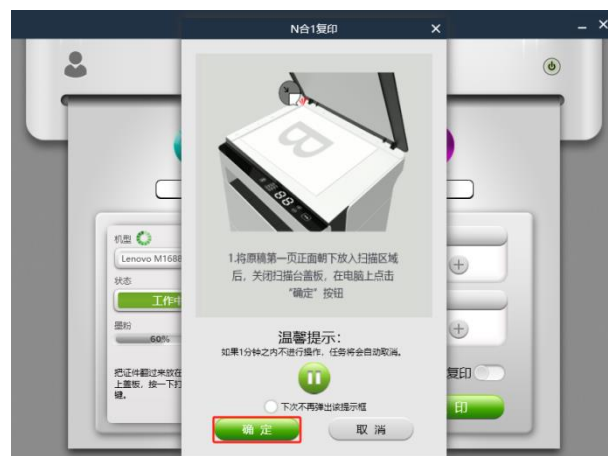 N合1复印
机型
Lenovo M1688
状态
工作中
墨粉
60%
把证件翻过来放在
上盖板，按一下打
键。
B
88
1.将原稿第一页正面朝下放入扫描区域
后，关闭扫描台盖板，在电脑上点击
“确定”按钮
温馨提示：
如果1分钟之内不进行操作，任务将会自动取消。
下次不再弹出该提示框
确 定
取 消
复印
印